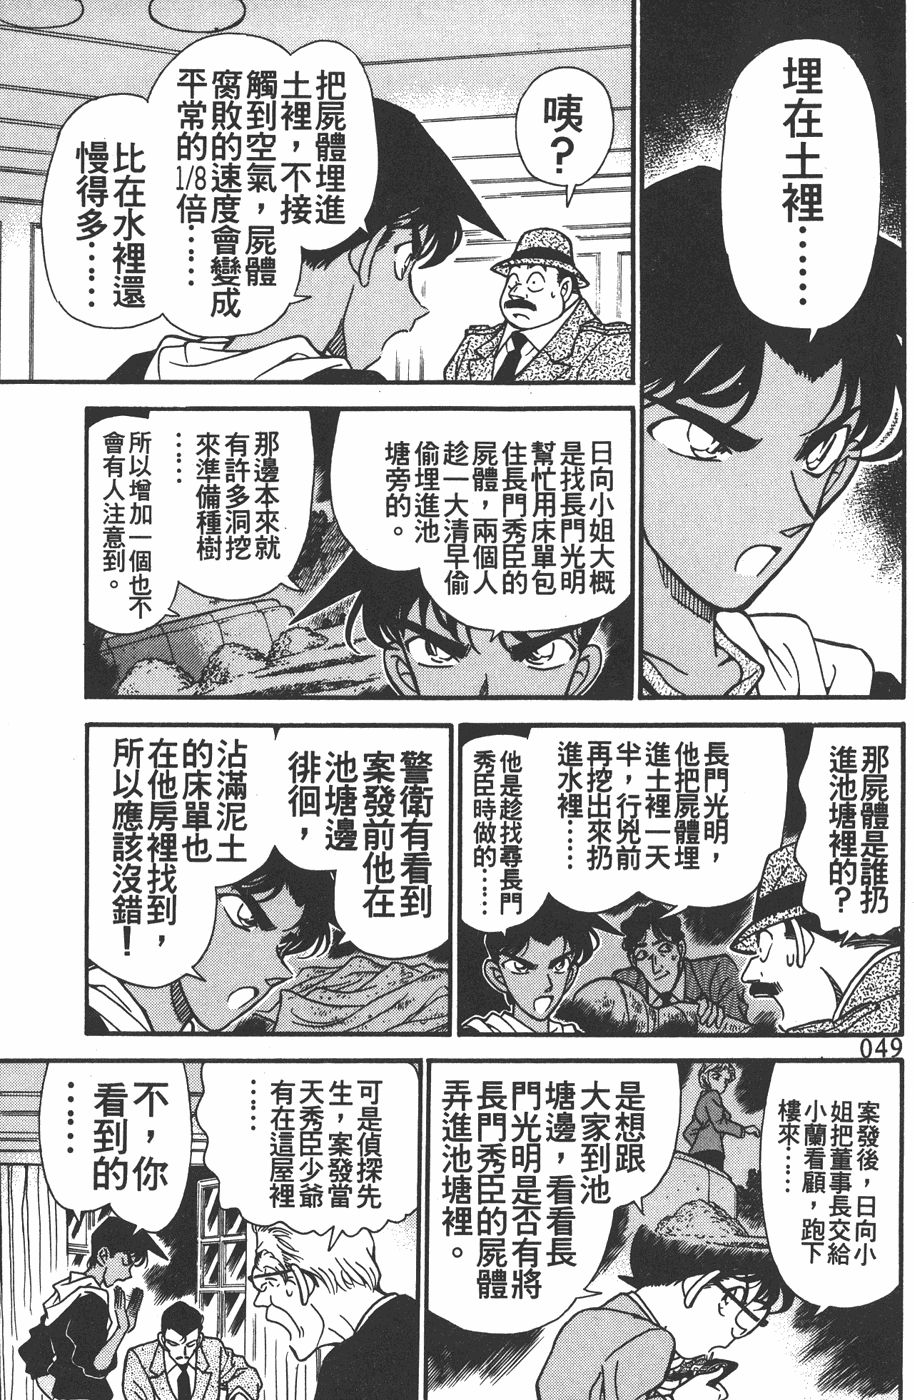 埋在土裡……
咦？
把屍體埋進
土裡，不接
觸到空氣，屍體
腐敗的速度會變成
平常的1/8倍……
比在水裡還
慢得多……
日向小姐大概
是找長門光明
幫忙用床單包
住長門秀臣的
屍體，兩個人
趁一大清早偷
偷埋進池
塘旁的。
那邊本來就
有許多洞挖
來準備種樹
……
所以增加一個也不
會有人注意到。
那屍體是誰扔
進池塘裡的？
長門光明，
他把屍體埋
進土裡一天
半，行兇前
再挖出來扔
進水裡……
他是趁找尋長門
秀臣時做的……
警衛有看到
案發前他在
池塘邊
徘徊，
沾滿泥土
的床單也
在他房裡找到，
所以應該沒錯！
049
案發後，日向小
姐把董事長交給
小蘭看顧，跑下
樓來……
是想跟
大家到池
塘邊，看看長
門光明是否有將
長門秀臣的屍體
弄進池塘裡。
可是偵探先
生，案發當
天秀臣少爺
有在這屋裡
……
不，你
看到的
……